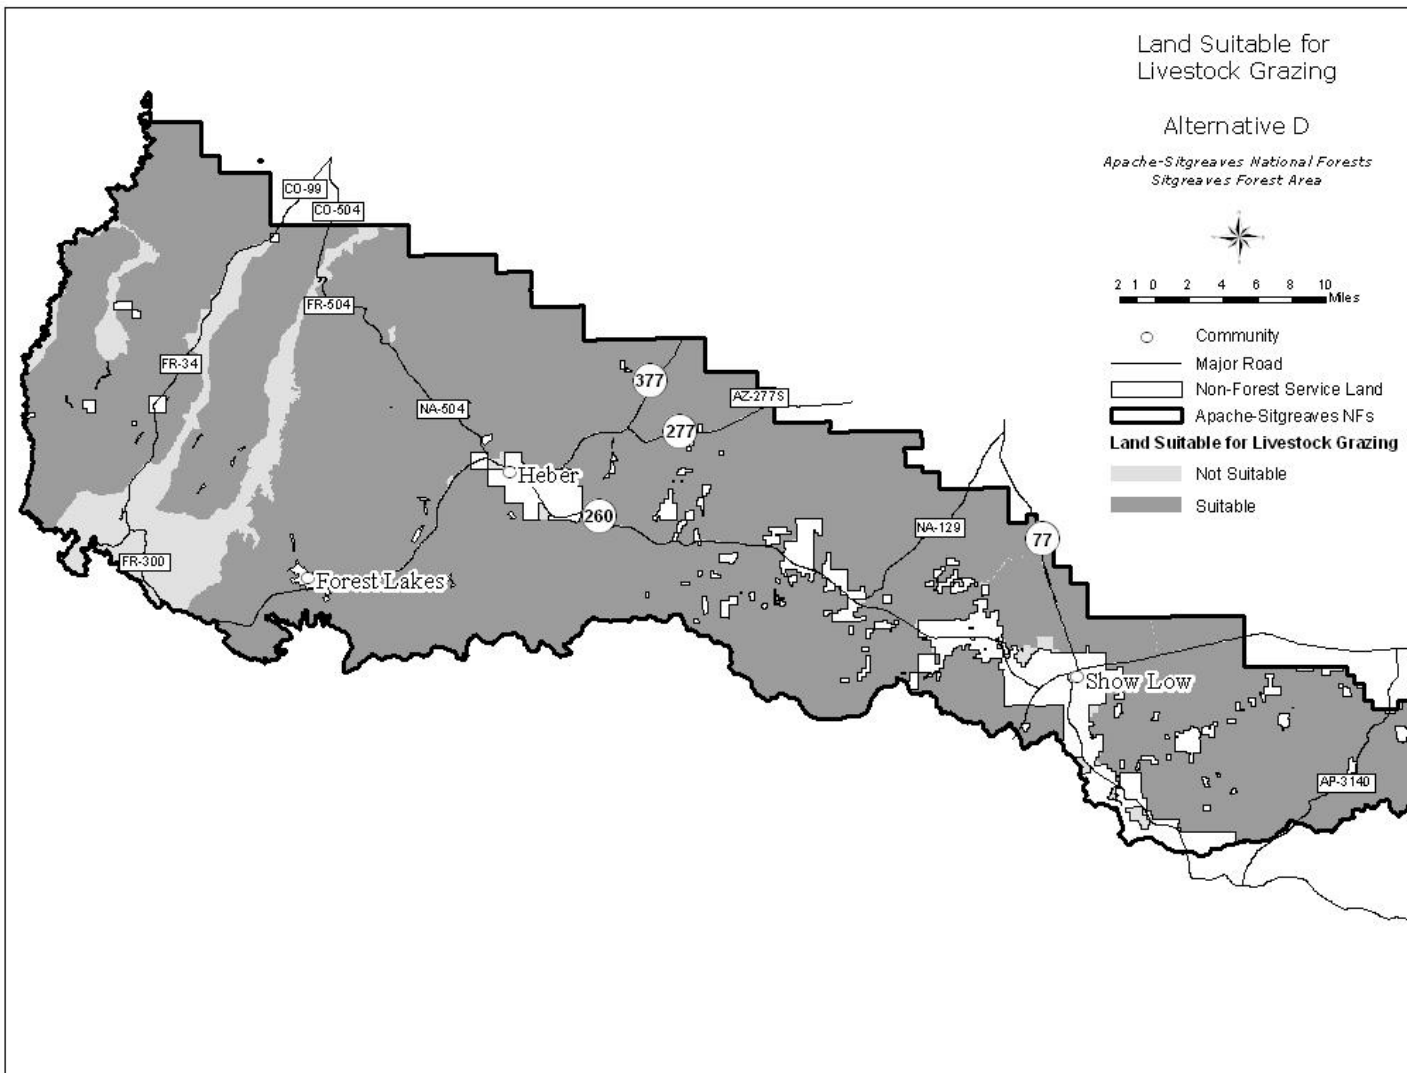 Land Suitable for
Livestock Grazing
Alternative D
Apache-Sitgreaves National Forests
Sitgreaves Forest Area
2 1 0 2 4 6 8 10
Miles
Community
Major Road
Non-Forest Service Land
Apache-Sitgreaves NFs
Land Suitable for Livestock Grazing
Not Suitable
Suitable
CO-99
CO-504
FR-504
FR-34
377
AZ-277S
NA-504
277
Heber
260
NA-129
77
FR-300
Forest Lakes
Show Low
AP-3140